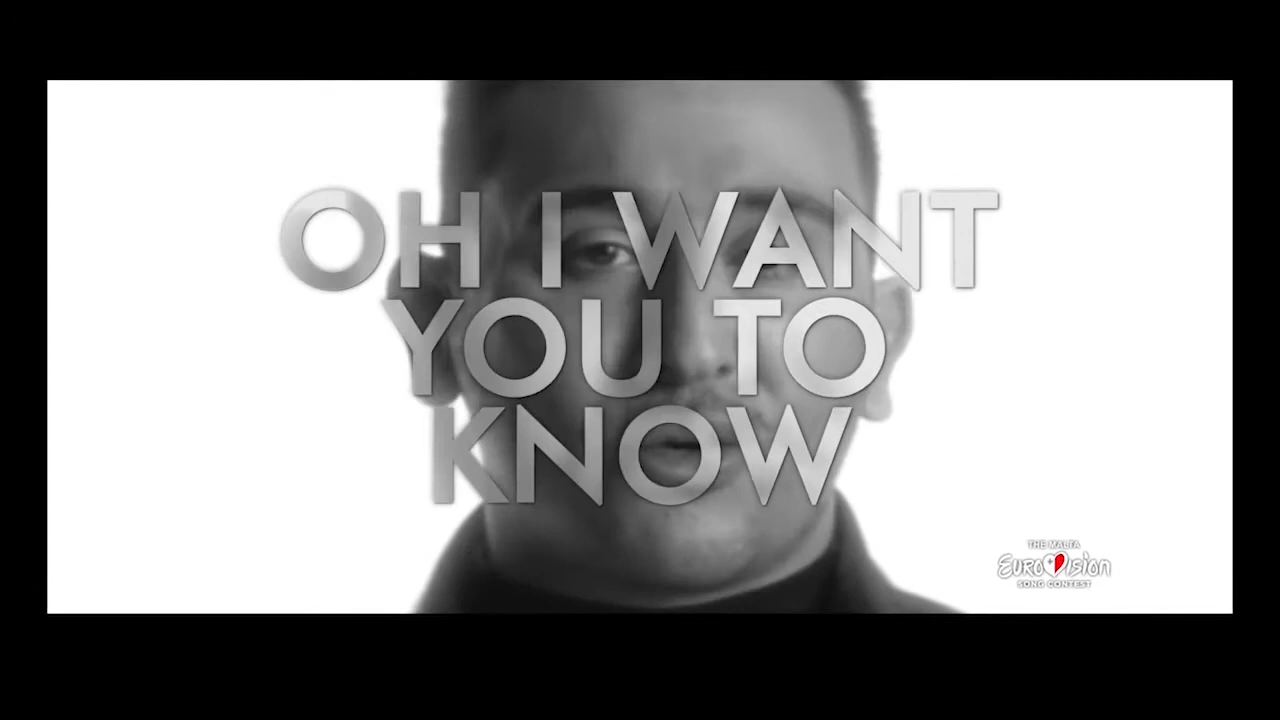 OH I WANT
YOU TO
KNOW
THE MALTA
EUROVISION
SONG CONTEST